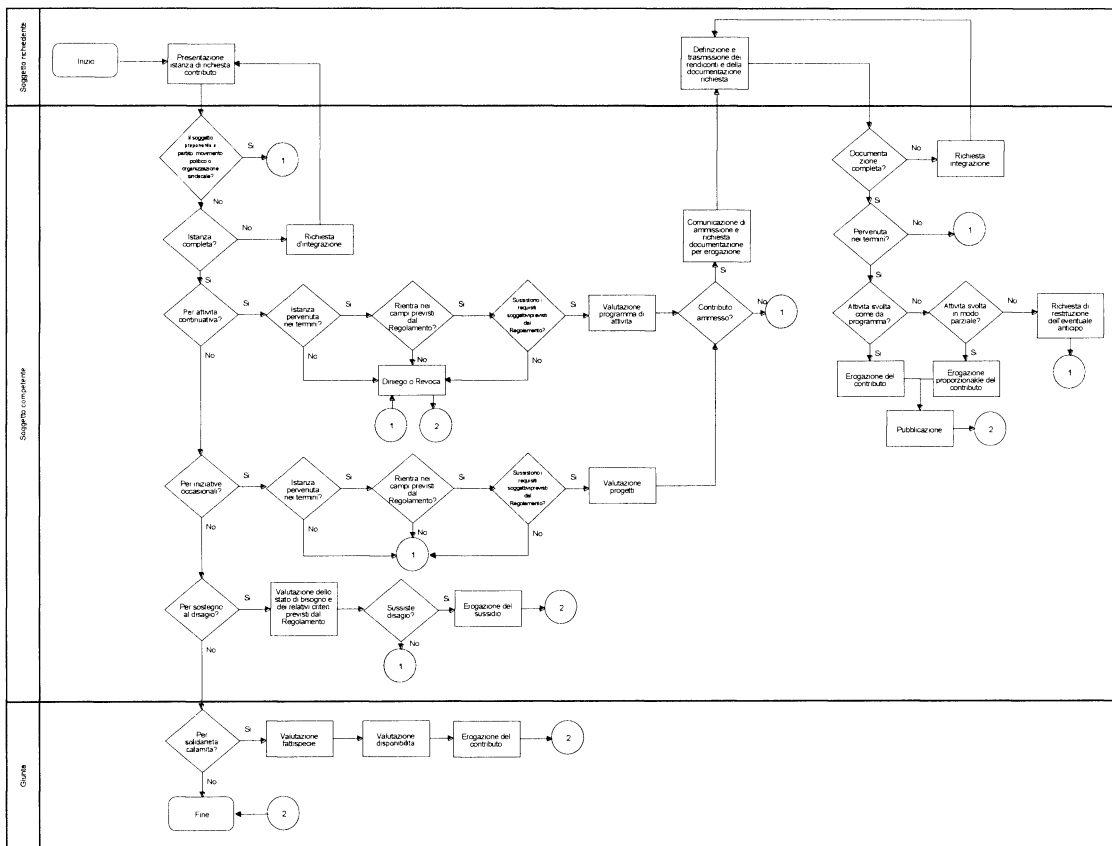 Soggetto richiedente
Inizio
Presentazione
istanza di richiesta
contributo
Definizione e
trasmissione dei
rendiconti e della
documentazione
richiesta
Soggetto competente
Il soggetto
proponente è
partito, movimento
politico o
organizzazione
sindacale?
Si
1
No
Istanza
completa?
No
Richiesta
d'integrazione
Si
Comunicazione di
ammissione e
richiesta
documentazione
per erogazione
Si
Documenta
zione
completa?
No
Richiesta
integrazione
Si
Pervenuta
nei termini?
No
1
Si
Per attività
continuativa?
Si
Istanza
pervenuta
nei termini?
Si
Rientra nei
campi previsti
dal
Regolamento?
Si
Sussistono i
requisiti
soggettivi previsti
dal
Regolamento?
Si
Valutazione
programma di
attività
Contributo
ammesso?
No
1
Attività svolta
come da
programma?
No
Attività svolta
in modo
parziale?
No
Richiesta di
restituzione
dell'eventuale
anticipo
1
No
No
No
No
Diniego o Revoca
1
2
Si
Si
Erogazione del
contributo
Erogazione
proporzionale del
contributo
Pubblicazione
2
Per iniziative
occasionali?
Si
Istanza
pervenuta
nei termini?
Si
Rientra nei
campi previsti
dal
Regolamento?
Si
Sussistono i
requisiti
soggettivi previsti
dal
Regolamento?
Si
Valutazione
progetti
No
No
No
No
1
Per sostegno
al disagio?
Si
Valutazione dello
stato di bisogno e
dei relativi criteri
previsti dal
Regolamento
Sussiste
disagio?
Si
Erogazione del
sussidio
2
No
No
1
Giunta
Per
solidarietà
calamità?
Si
Valutazione
fattispecie
Valutazione
disponibilità
Erogazione del
contributo
2
No
Fine
2